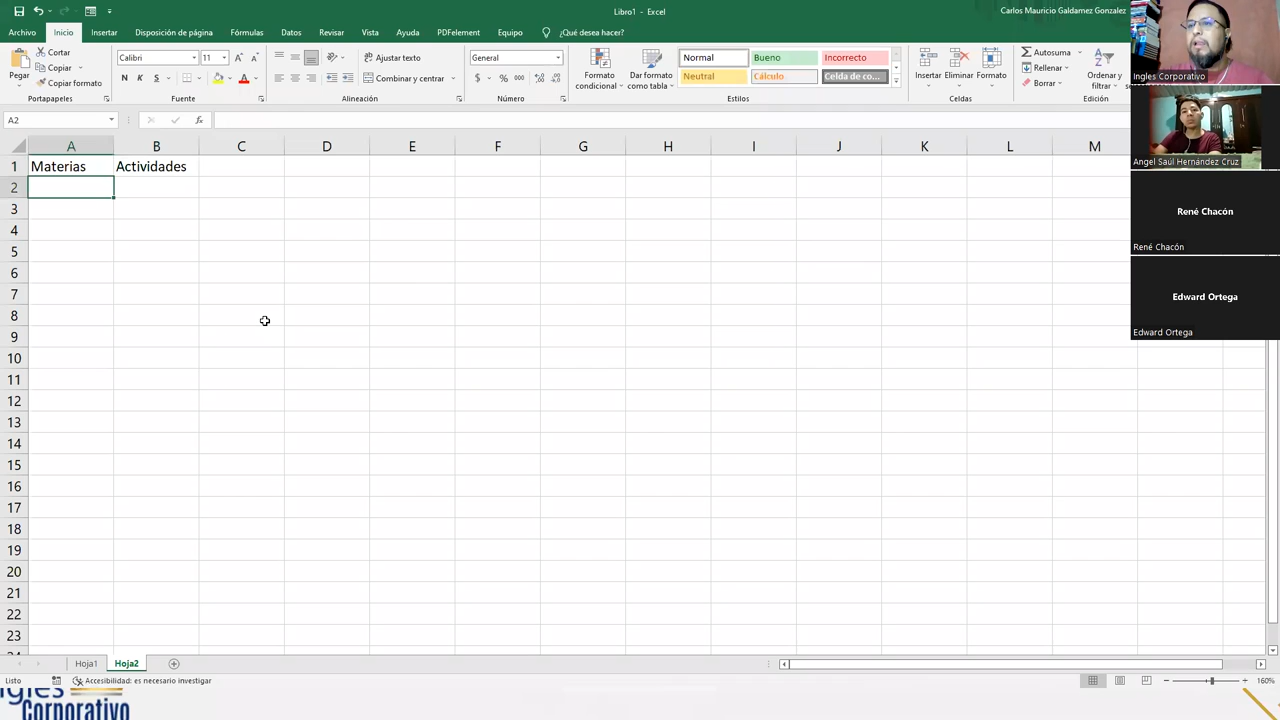 Libro1 - Excel
Carlos Mauricio Galdamez Gonzalez
Archivo Inicio Insertar Disposición de página Fórmulas Datos Revisar Vista Ayuda PDFelement Equipo ¿Qué desea hacer?
Pegar
Cortar
Copiar
Copiar formato
Portapapeles
Calibri 11
N K S
Fuente
Ajustar texto
Combinar y centrar
Alineación
General
$ % 000
Número
Formato condicional
Dar formato como tabla
Normal Bueno Incorrecto
Neutral Cálculo Celda de co...
Estilos
Insertar Eliminar Formato
Celdas
Autosuma
Rellenar
Borrar
Ordenar y filtrar
Edición
A2
fx
A B C D E F G H I J K L M
1 Materias Actividades
2
3
4
5
6
7
8
9
10
11
12
13
14
15
16
17
18
19
20
21
22
23
Hoja1 Hoja2
Listo Accesibilidad: es necesario investigar 160%
Ingles Corporativo
Angel Saúl Hernández Cruz
René Chacón
René Chacón
Edward Ortega
Edward Ortega
Corporativo